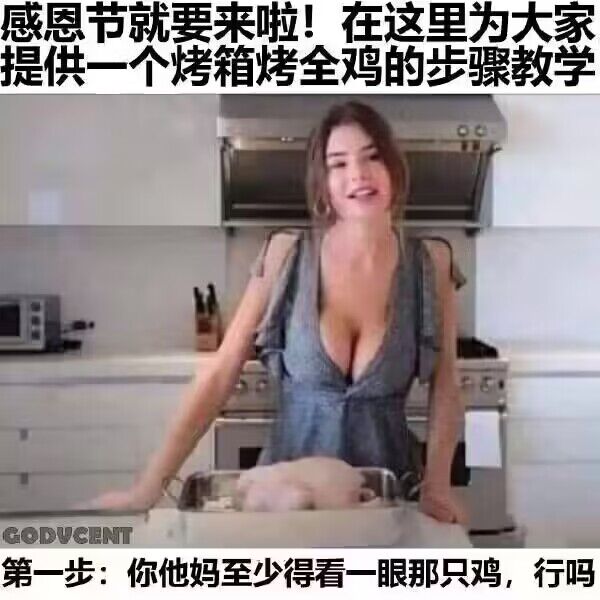 感恩节就要来啦！在这里为大家
提供一个烤箱烤全鸡的步骤教学
GODVCENT
第一步：你他妈至少得看一眼那只鸡，行吗